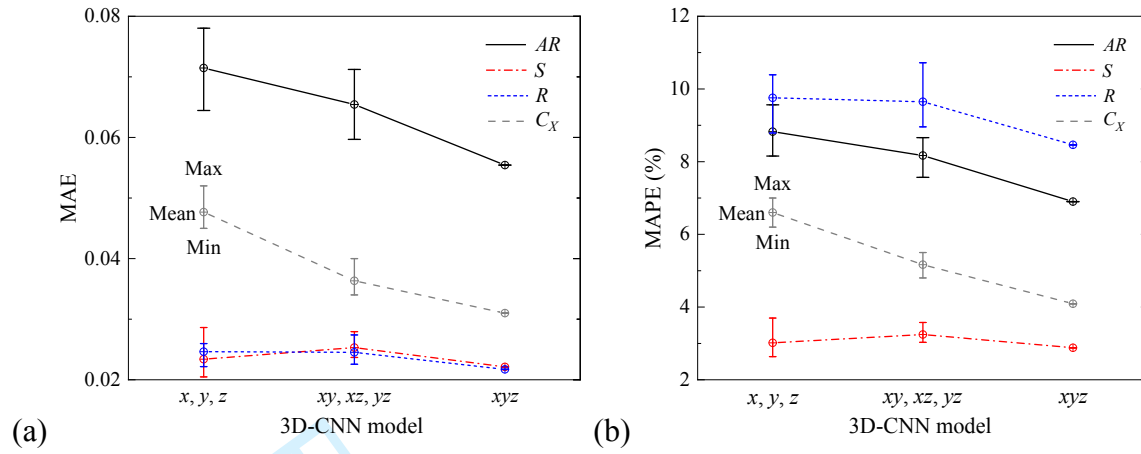 0.08
0.06
0.04
0.02
MAE
AR
S
R
C_X
Max
Mean
Min
x, y, z
xy, xz, yz
xyz
3D-CNN model
(a)
12
10
8
6
4
2
MAPE (%)
AR
S
R
C_X
Max
Mean
Min
x, y, z
xy, xz, yz
xyz
3D-CNN model
(b)